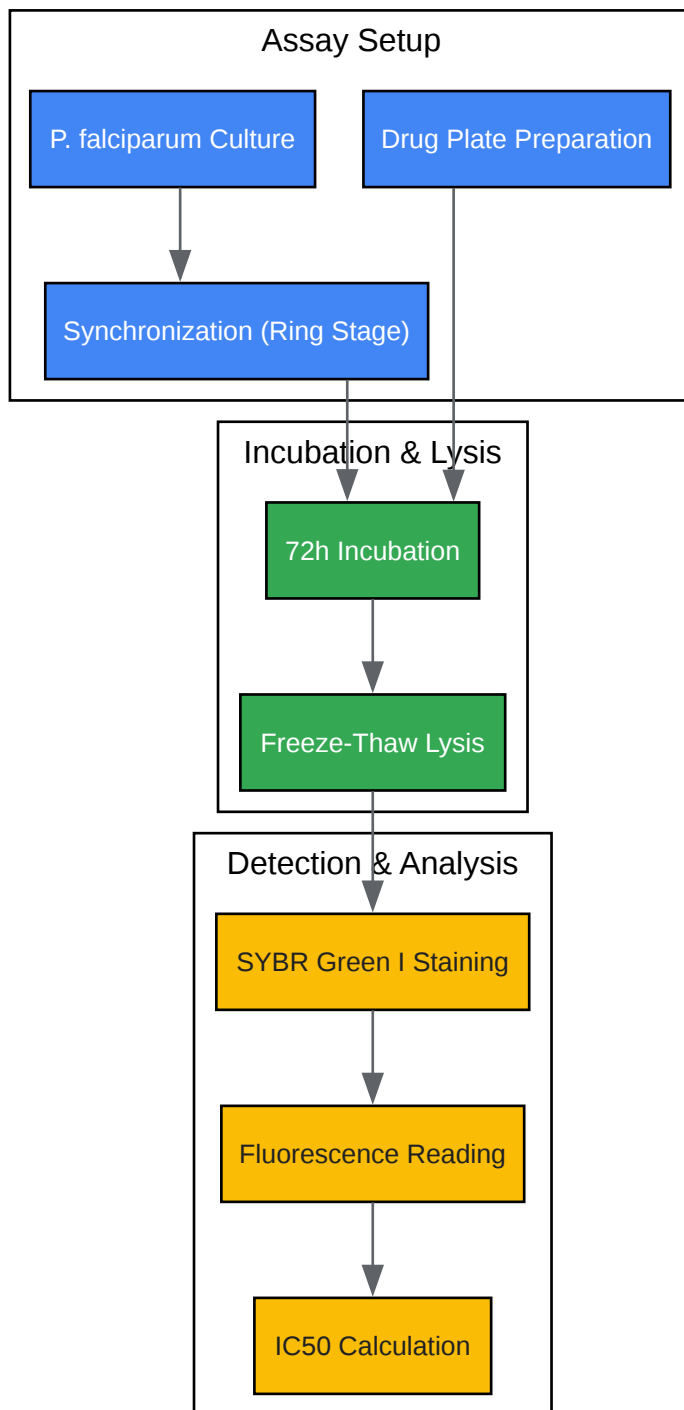 Assay Setup
P. falciparum Culture
Drug Plate Preparation
Synchronization (Ring Stage)
Incubation & Lysis
72h Incubation
Freeze-Thaw Lysis
Detection & Analysis
SYBR Green I Staining
Fluorescence Reading
IC50 Calculation